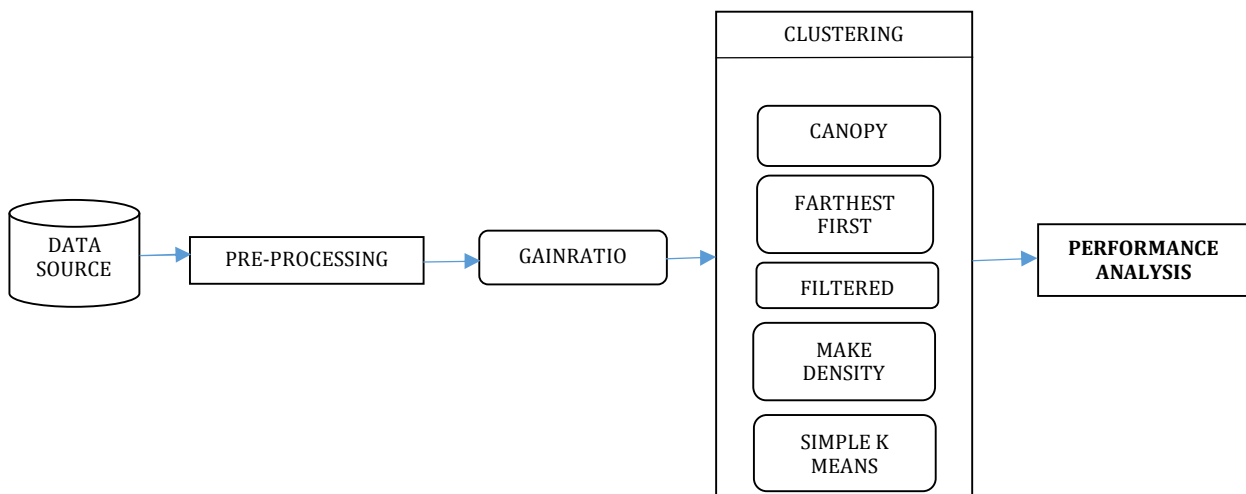 DATA
SOURCE
PRE-PROCESSING
GAINRATIO
CLUSTERING
CANOPY
FARTHEST
FIRST
FILTERED
MAKE
DENSITY
SIMPLE K
MEANS
PERFORMANCE
ANALYSIS